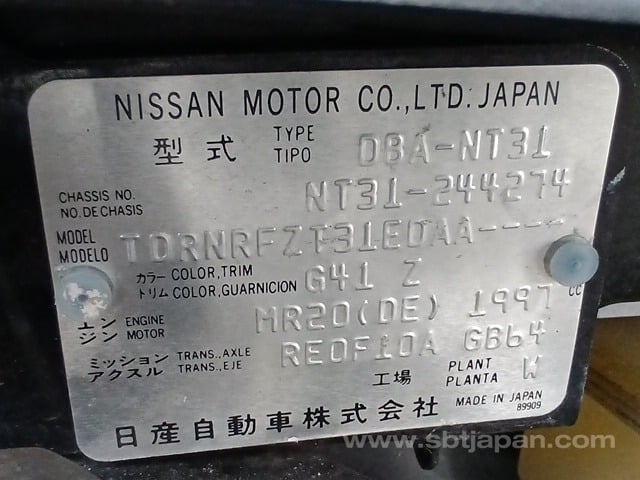 NISSAN MOTOR CO.,LTD. JAPAN
型式 TYPE TIPO DBA-NT31
CHASSIS NO. NO.DE CHASIS NT31-244274
MODEL MODELO TDRNRFZT31EDAA-----
カラー COLOR,TRIM トリム COLOR,GUARNICION G41 Z
エンジン ENGINE MOTOR MR20(DE) 1997 CC
ミッション TRANS.,AXLE アクスル TRANS.,EJE RE0F10A GB64
工場 PLANT PLANTA W
MADE IN JAPAN
89909
日産自動車株式会社
www.sbtjapan.com